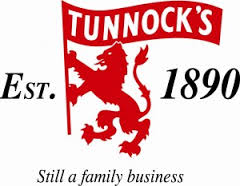 TUNNOCK'S
EST. 1890
Still a family business